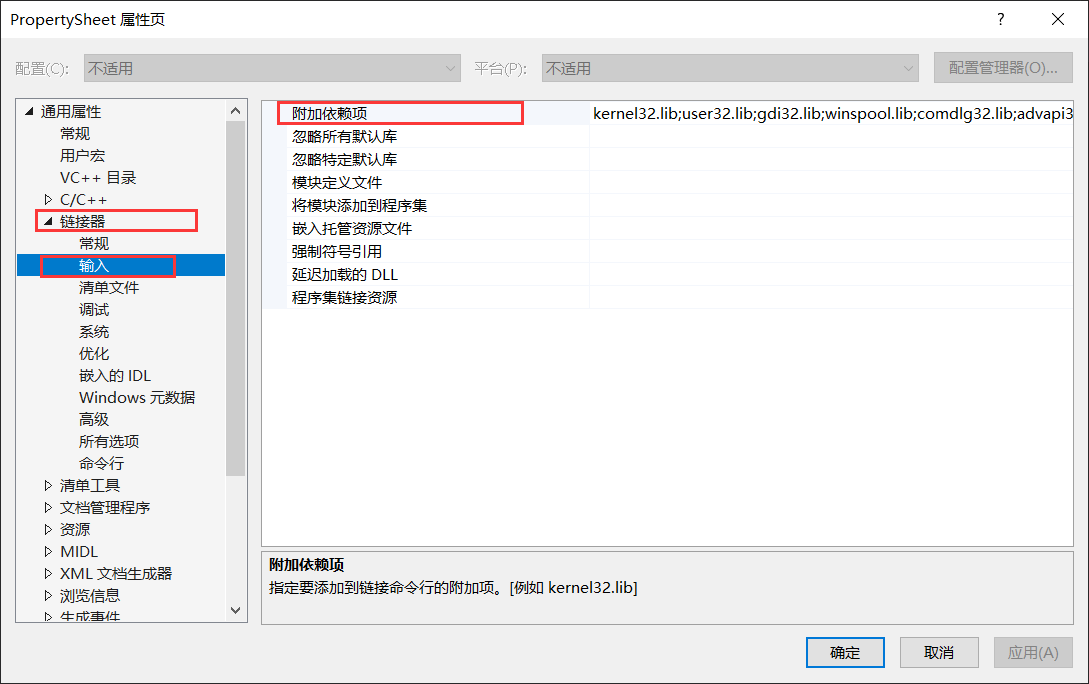 PropertySheet 属性页
?
配置(C):
不适用
平台(P):
不适用
配置管理器(O)...
通用属性
常规
用户宏
VC++ 目录
C/C++
链接器
常规
输入
清单文件
调试
系统
优化
嵌入的 IDL
Windows 元数据
高级
所有选项
命令行
清单工具
文档管理程序
资源
MIDL
XML 文档生成器
浏览信息
生成事件
附加依赖项
kernel32.lib;user32.lib;gdi32.lib;winspool.lib;comdlg32.lib;advapi3
忽略所有默认库
忽略特定默认库
模块定义文件
将模块添加到程序集
嵌入托管资源文件
强制符号引用
延迟加载的 DLL
程序集链接资源
附加依赖项
指定要添加到链接命令行的附加项。[例如 kernel32.lib]
确定
取消
应用(A)